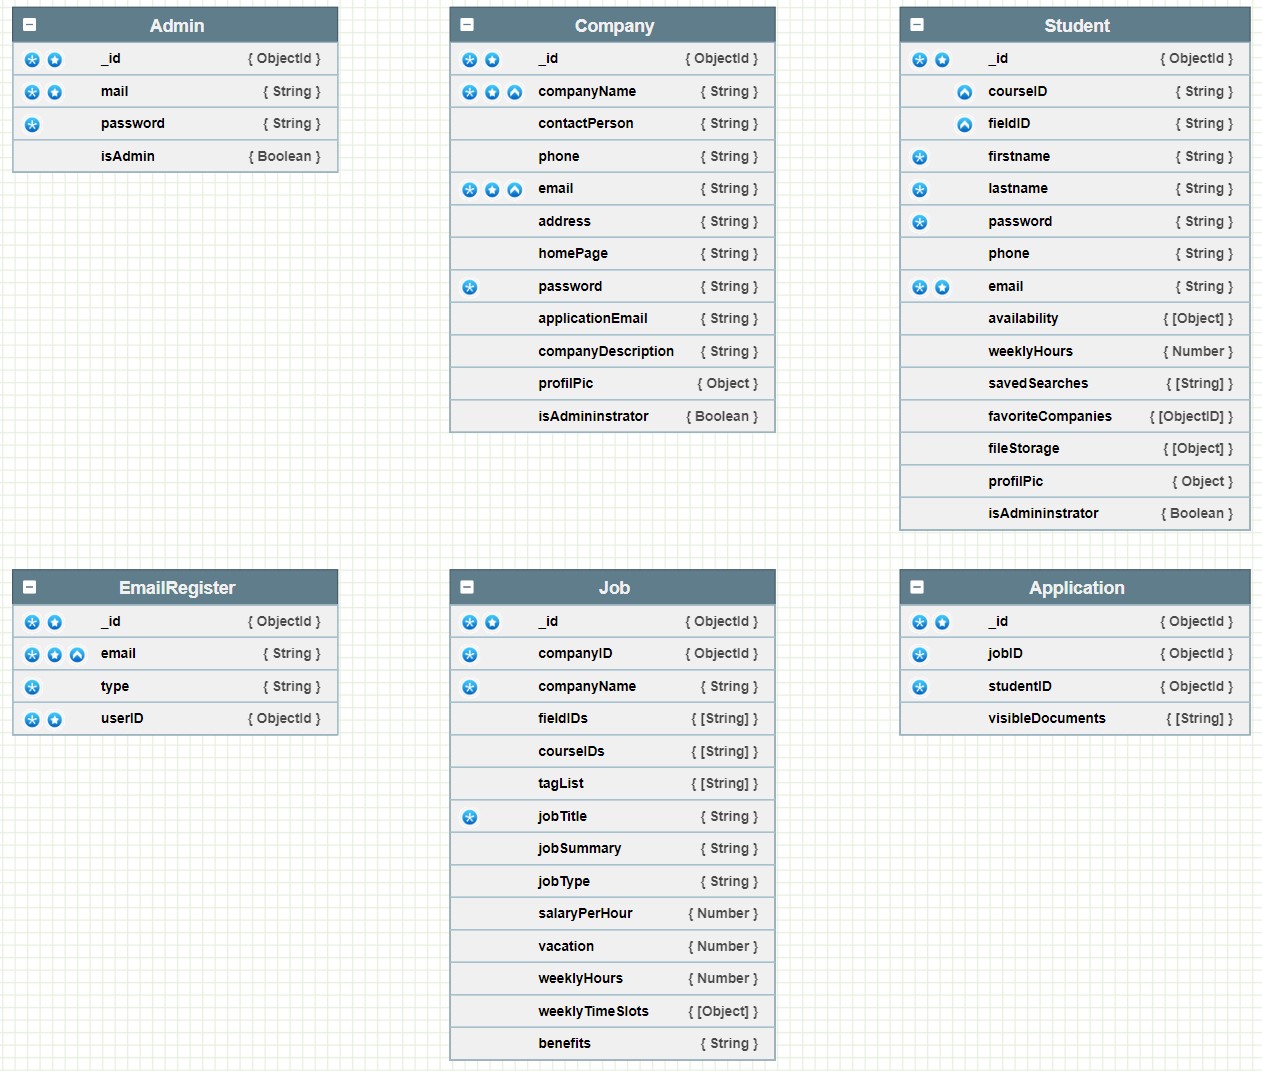 Admin
_id { ObjectId }
mail { String }
password { String }
isAdmin { Boolean }
Company
_id { ObjectId }
companyName { String }
contactPerson { String }
phone { String }
email { String }
address { String }
homePage { String }
password { String }
applicationEmail { String }
companyDescription { String }
profilPic { Object }
isAdmininstrator { Boolean }
Student
_id { ObjectId }
courseID { String }
fieldID { String }
firstname { String }
lastname { String }
password { String }
phone { String }
email { String }
availability { [Object] }
weeklyHours { Number }
savedSearches { [String] }
favoriteCompanies { [ObjectID] }
fileStorage { [Object] }
profilPic { Object }
isAdmininstrator { Boolean }
EmailRegister
_id { ObjectId }
email { String }
type { String }
userID { ObjectId }
Job
_id { ObjectId }
companyID { ObjectId }
companyName { String }
fieldIDs { [String] }
courseIDs { [String] }
tagList { [String] }
jobTitle { String }
jobSummary { String }
jobType { String }
salaryPerHour { Number }
vacation { Number }
weeklyHours { Number }
weeklyTimeSlots { [Object] }
benefits { String }
Application
_id { ObjectId }
jobID { ObjectId }
studentID { ObjectId }
visibleDocuments { [String] }